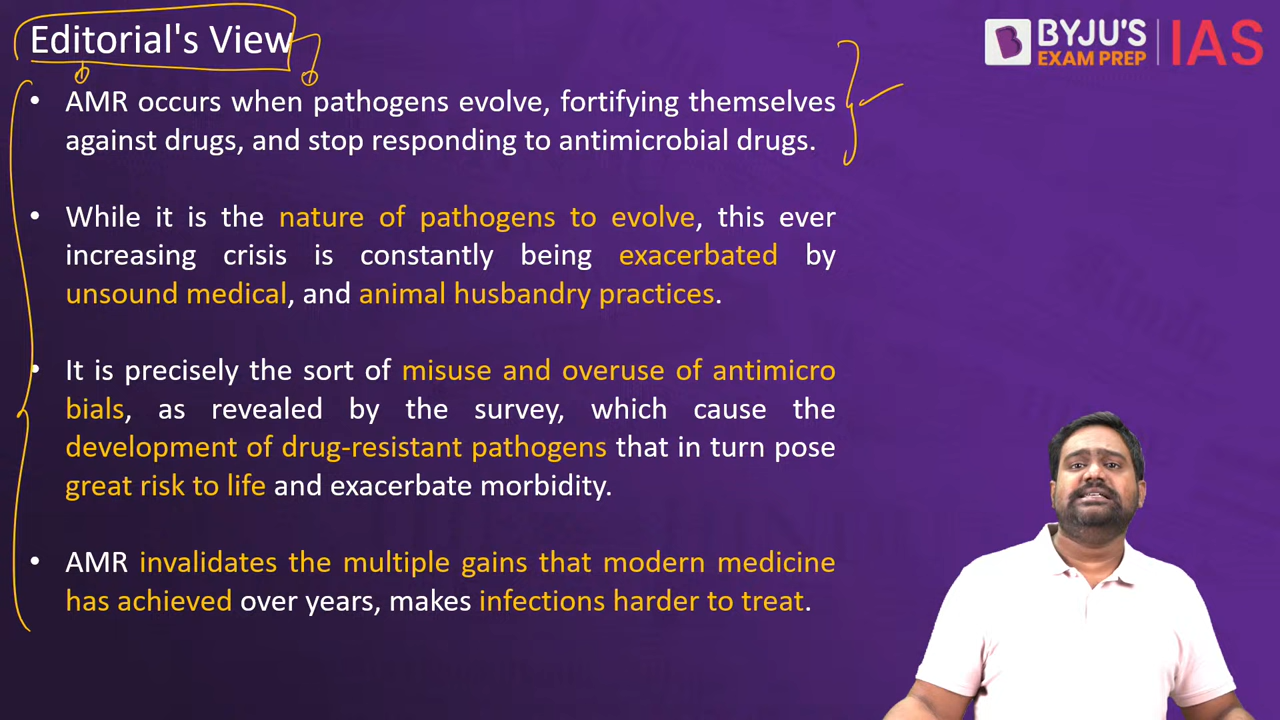 Editorial's View
BYJU'S
EXAM PREP
IAS
• AMR occurs when pathogens evolve, fortifying themselves
against drugs, and stop responding to antimicrobial drugs.
• While it is the nature of pathogens to evolve, this ever
increasing crisis is constantly being exacerbated by
unsound medical, and animal husbandry practices.
• It is precisely the sort of misuse and overuse of antimicro
bials, as revealed by the survey, which cause the
development of drug-resistant pathogens that in turn pose
great risk to life and exacerbate morbidity.
• AMR invalidates the multiple gains that modern medicine
has achieved over years, makes infections harder to treat.